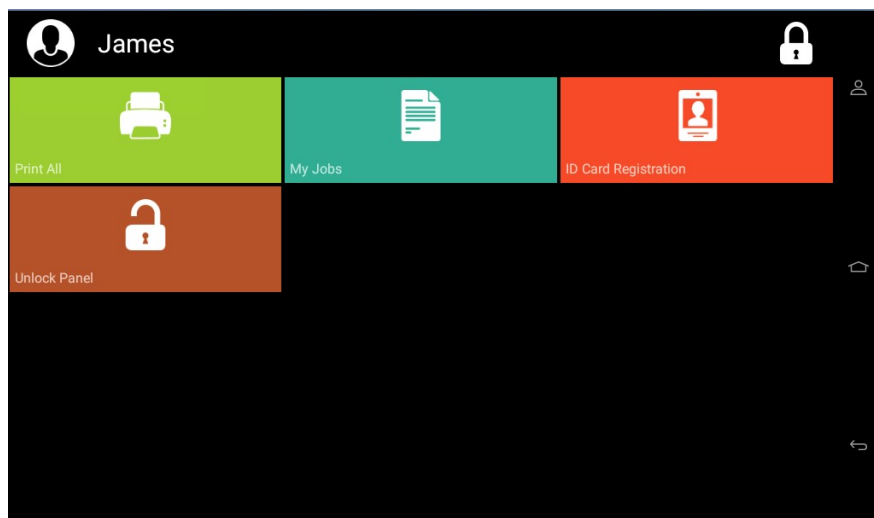 James
Print All
My Jobs
ID Card Registration
Unlock Panel